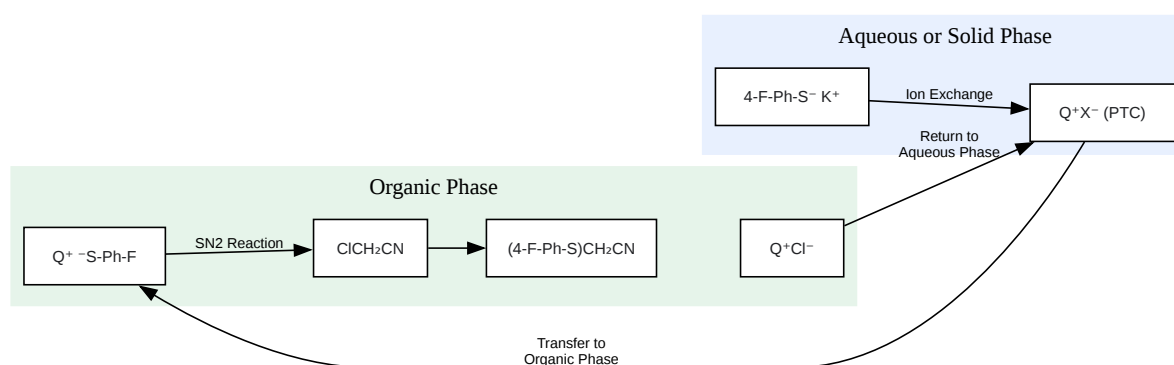 Aqueous or Solid Phase
4-F-Ph-S⁻ K⁺
Ion Exchange
Q⁺X⁻ (PTC)
Return to
Aqueous Phase
Organic Phase
Q⁺ ⁻S-Ph-F
SN2 Reaction
ClCH₂CN
(4-F-Ph-S)CH₂CN
Q⁺Cl⁻
Transfer to
Organic Phase